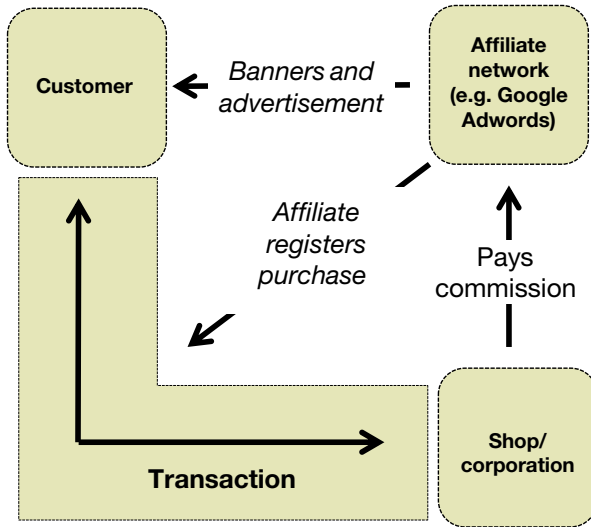 Customer
Banners and
advertisement
Affiliate
network
(e.g. Google
Adwords)
Affiliate
registers
purchase
Pays
commission
Transaction
Shop/
corporation